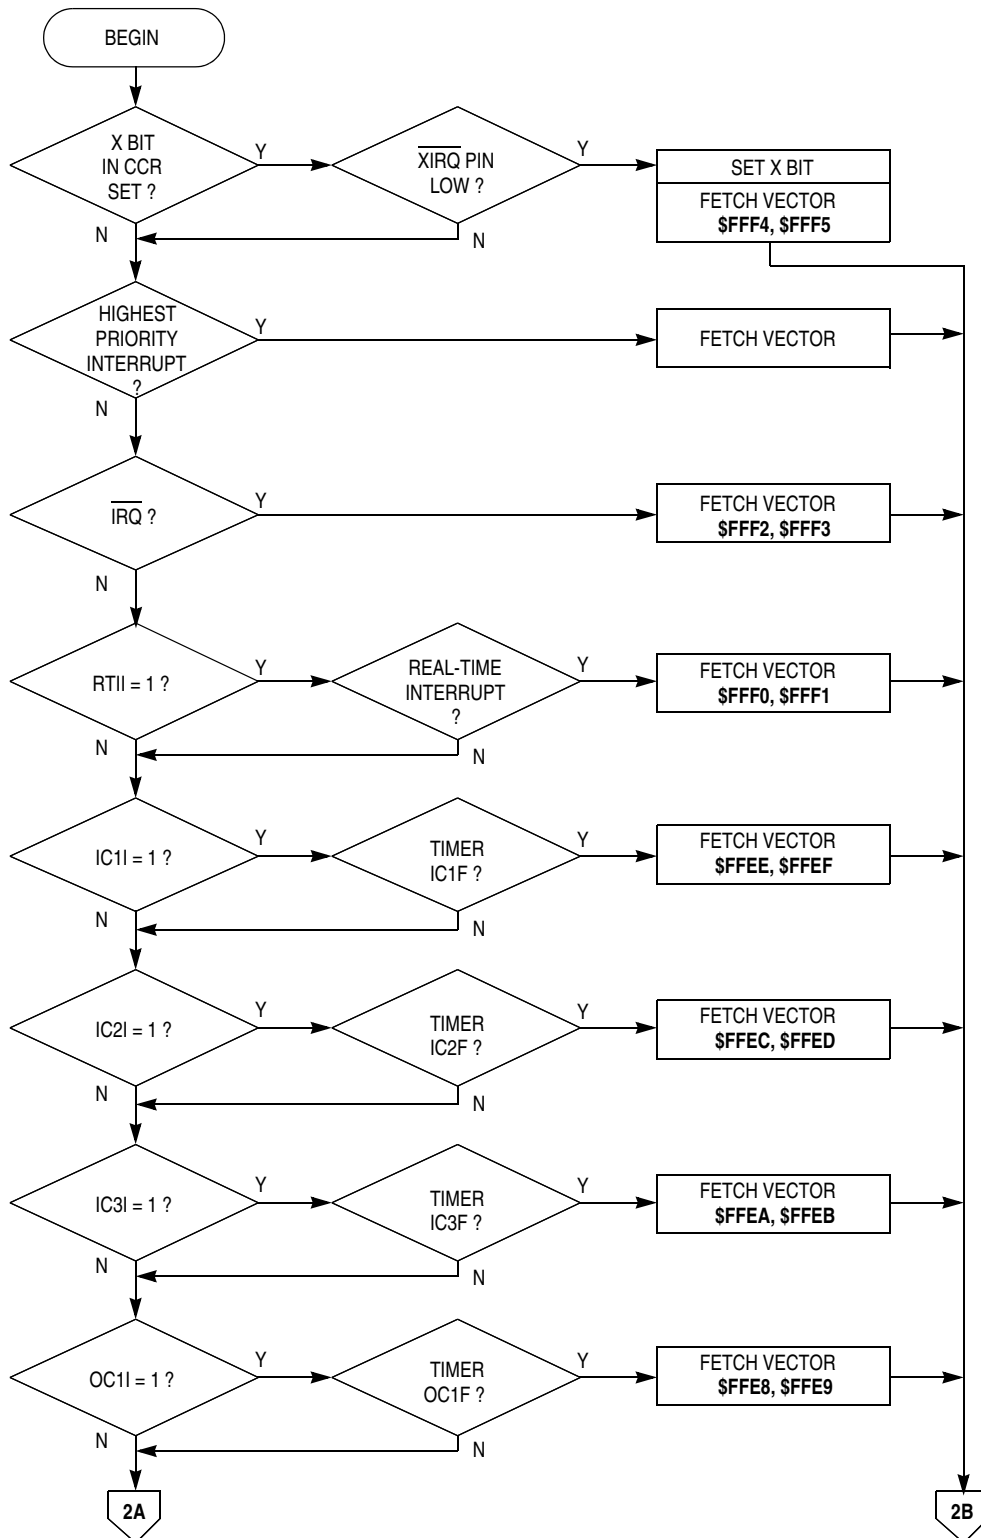 BEGIN
X BIT
IN CCR
SET ?
Y
N
XIRQ PIN
LOW ?
Y
N
SET X BIT
FETCH VECTOR
$FFF4, $FFF5
HIGHEST
PRIORITY
INTERRUPT
?
Y
N
FETCH VECTOR
IRQ ?
Y
N
FETCH VECTOR
$FFF2, $FFF3
RTII = 1 ?
Y
N
REAL-TIME
INTERRUPT
?
Y
N
FETCH VECTOR
$FFF0, $FFF1
IC1I = 1 ?
Y
N
TIMER
IC1F ?
Y
N
FETCH VECTOR
$FFEE, $FFEF
IC2I = 1 ?
Y
N
TIMER
IC2F ?
Y
N
FETCH VECTOR
$FFEC, $FFED
IC3I = 1 ?
Y
N
TIMER
IC3F ?
Y
N
FETCH VECTOR
$FFEA, $FFEB
OC1I = 1 ?
Y
N
TIMER
OC1F ?
Y
N
FETCH VECTOR
$FFE8, $FFE9
2A
2B